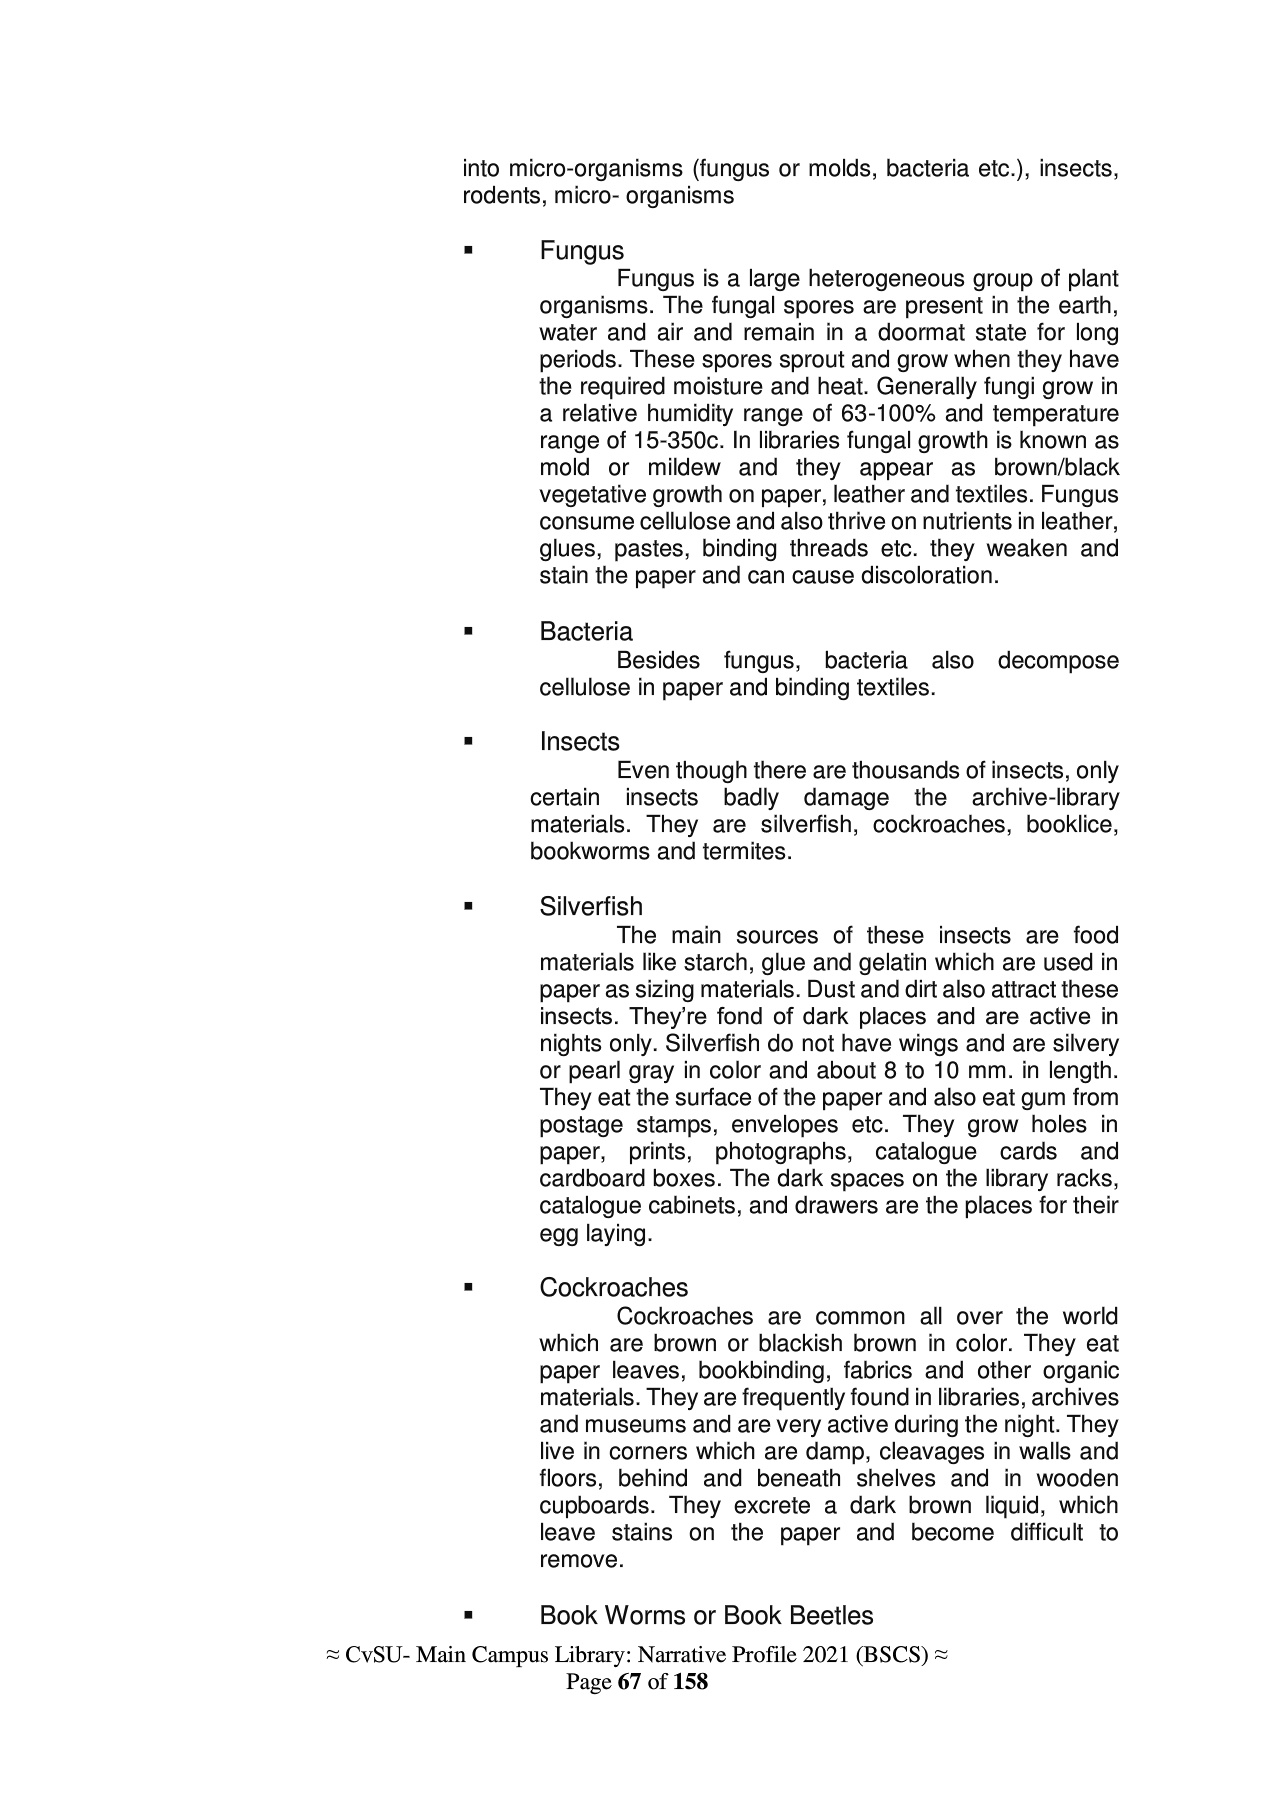 into micro-organisms (fungus or molds, bacteria etc.), insects,
rodents, micro- organisms
▪ Fungus
Fungus is a large heterogeneous group of plant
organisms. The fungal spores are present in the earth,
water and air and remain in a doormat state for long
periods. These spores sprout and grow when they have
the required moisture and heat. Generally fungi grow in
a relative humidity range of 63-100% and temperature
range of 15-350c. In libraries fungal growth is known as
mold or mildew and they appear as brown/black
vegetative growth on paper, leather and textiles. Fungus
consume cellulose and also thrive on nutrients in leather,
glues, pastes, binding threads etc. they weaken and
stain the paper and can cause discoloration.
▪ Bacteria
Besides fungus, bacteria also decompose
cellulose in paper and binding textiles.
▪ Insects
Even though there are thousands of insects, only
certain insects badly damage the archive-library
materials. They are silverfish, cockroaches, booklice,
bookworms and termites.
▪ Silverfish
The main sources of these insects are food
materials like starch, glue and gelatin which are used in
paper as sizing materials. Dust and dirt also attract these
insects. They’re fond of dark places and are active in
nights only. Silverfish do not have wings and are silvery
or pearl gray in color and about 8 to 10 mm. in length.
They eat the surface of the paper and also eat gum from
postage stamps, envelopes etc. They grow holes in
paper, prints, photographs, catalogue cards and
cardboard boxes. The dark spaces on the library racks,
catalogue cabinets, and drawers are the places for their
egg laying.
▪ Cockroaches
Cockroaches are common all over the world
which are brown or blackish brown in color. They eat
paper leaves, bookbinding, fabrics and other organic
materials. They are frequently found in libraries, archives
and museums and are very active during the night. They
live in corners which are damp, cleavages in walls and
floors, behind and beneath shelves and in wooden
cupboards. They excrete a dark brown liquid, which
leave stains on the paper and become difficult to
remove.
▪ Book Worms or Book Beetles
≈ CvSU- Main Campus Library: Narrative Profile 2021 (BSCS) ≈
Page 67 of 158